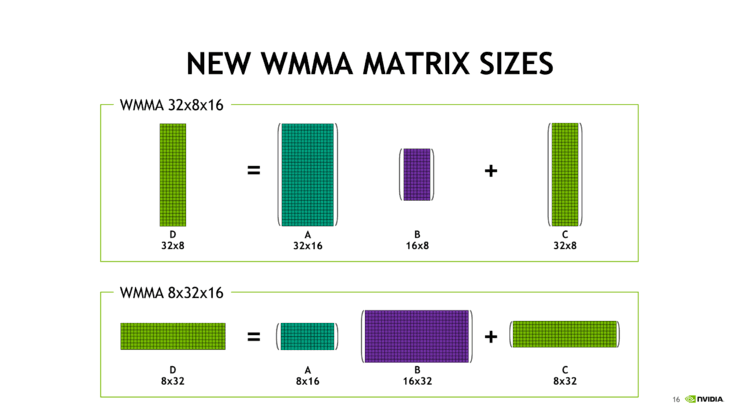 NEW WMMA MATRIX SIZES
WMMA 32x8x16
= +
D A B C
32x8 32x16 16x8 32x8
WMMA 8x32x16
= +
D A B C
8x32 8x16 16x32 8x32
16 NVIDIA